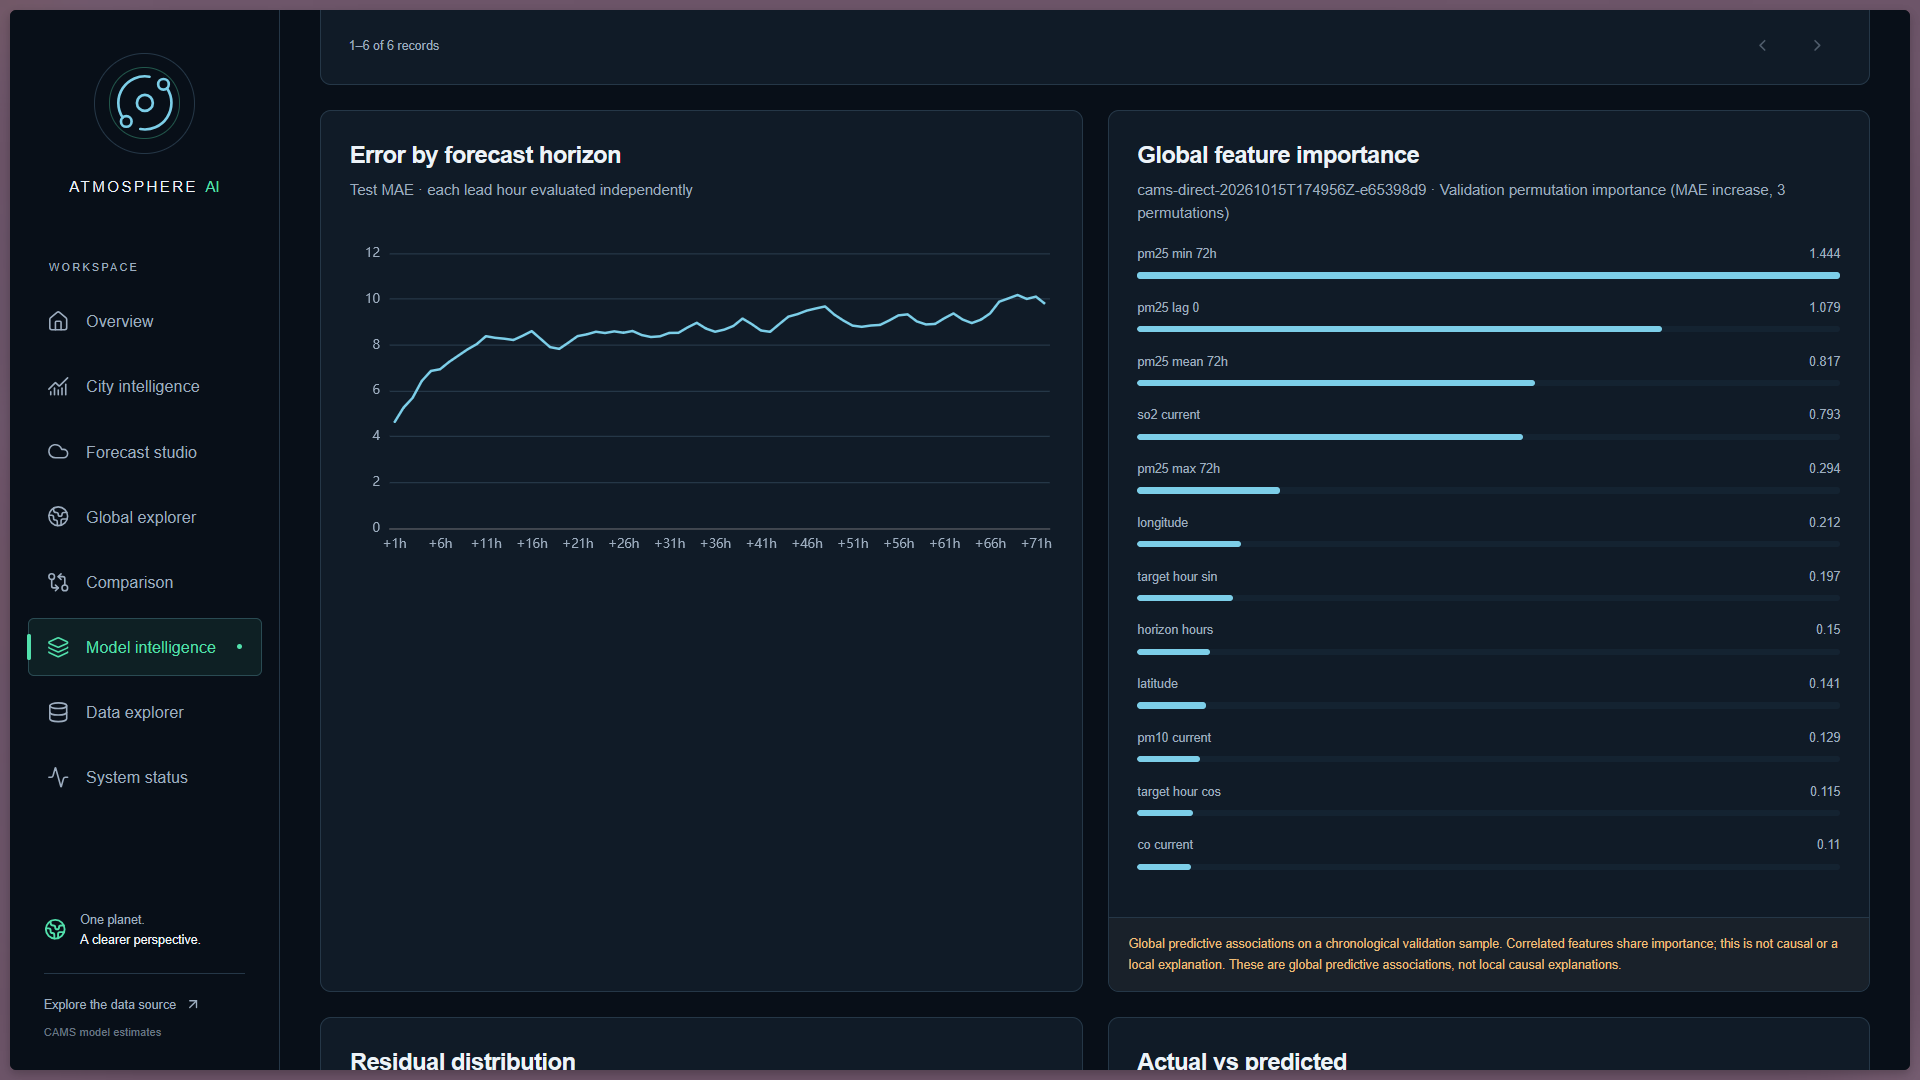 ATMOSPHERE AI
WORKSPACE
Overview
City intelligence
Forecast studio
Global explorer
Comparison
Model intelligence
Data explorer
System status
One planet.
A clearer perspective.
Explore the data source
CAMS model estimates
1–6 of 6 records
Error by forecast horizon
Test MAE · each lead hour evaluated independently
12
10
8
6
4
2
0
+1h +6h +11h +16h +21h +26h +31h +36h +41h +46h +51h +56h +61h +66h +71h
Global feature importance
cams-direct-20261015T174956Z-e65398d9 · Validation permutation importance (MAE increase, 3
permutations)
pm25 min 72h 1.444
pm25 lag 0 1.079
pm25 mean 72h 0.817
so2 current 0.793
pm25 max 72h 0.294
longitude 0.212
target hour sin 0.197
horizon hours 0.15
latitude 0.141
pm10 current 0.129
target hour cos 0.115
co current 0.11
Global predictive associations on a chronological validation sample. Correlated features share importance; this is not causal or a
local explanation. These are global predictive associations, not local causal explanations.
Residual distribution
Actual vs predicted